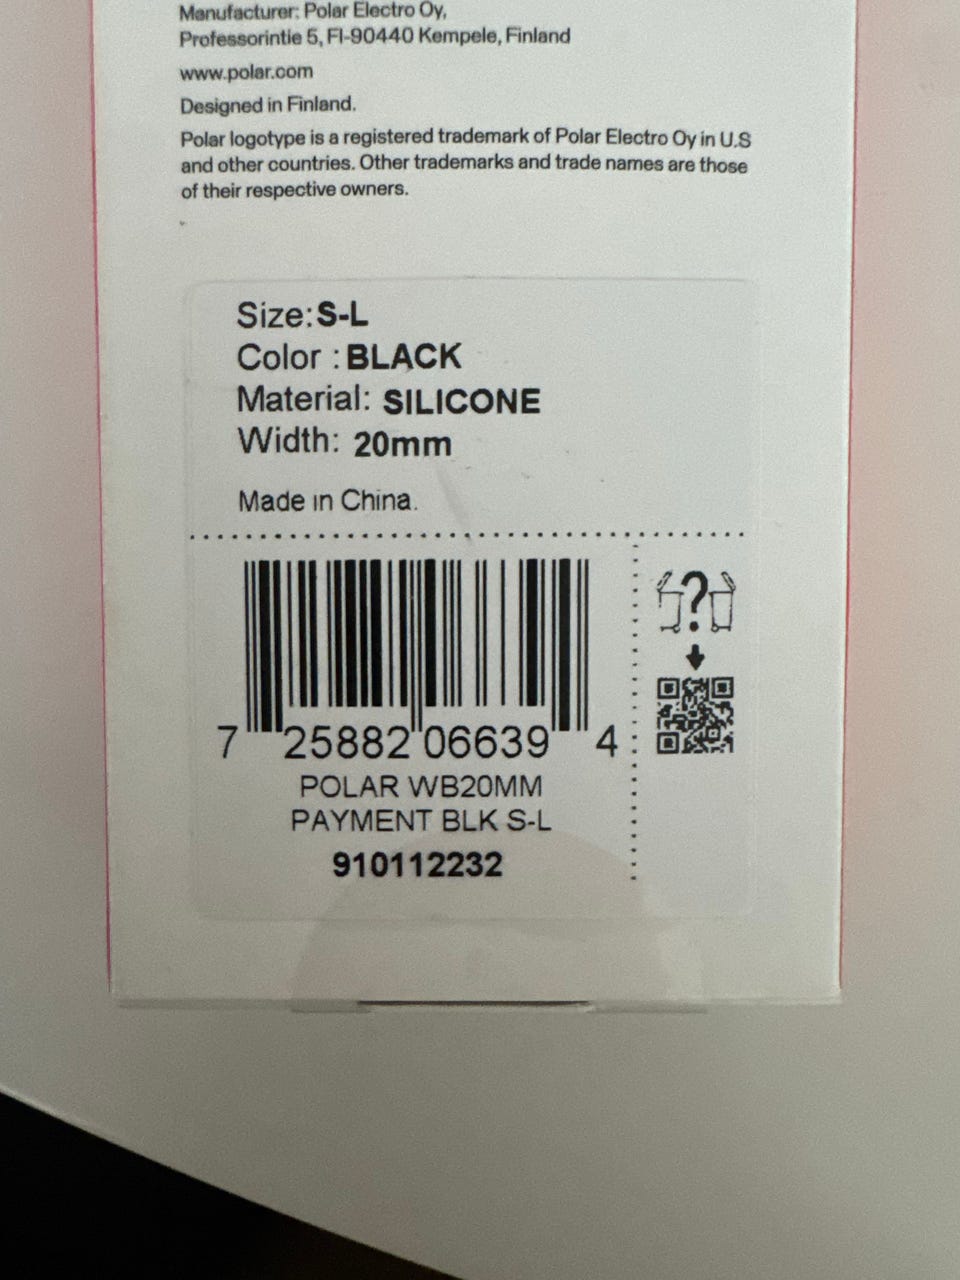 Manufacturer: Polar Electro Oy,
Professorintie 5, FI-90440 Kempele, Finland
www.polar.com
Designed in Finland.
Polar logotype is a registered trademark of Polar Electro Oy in U.S
and other countries. Other trademarks and trade names are those
of their respective owners.
Size:S-L
Color : BLACK
Material: SILICONE
Width: 20mm
Made in China.
?
7 25882 06639 4
POLAR WB20MM
PAYMENT BLK S-L
910112232